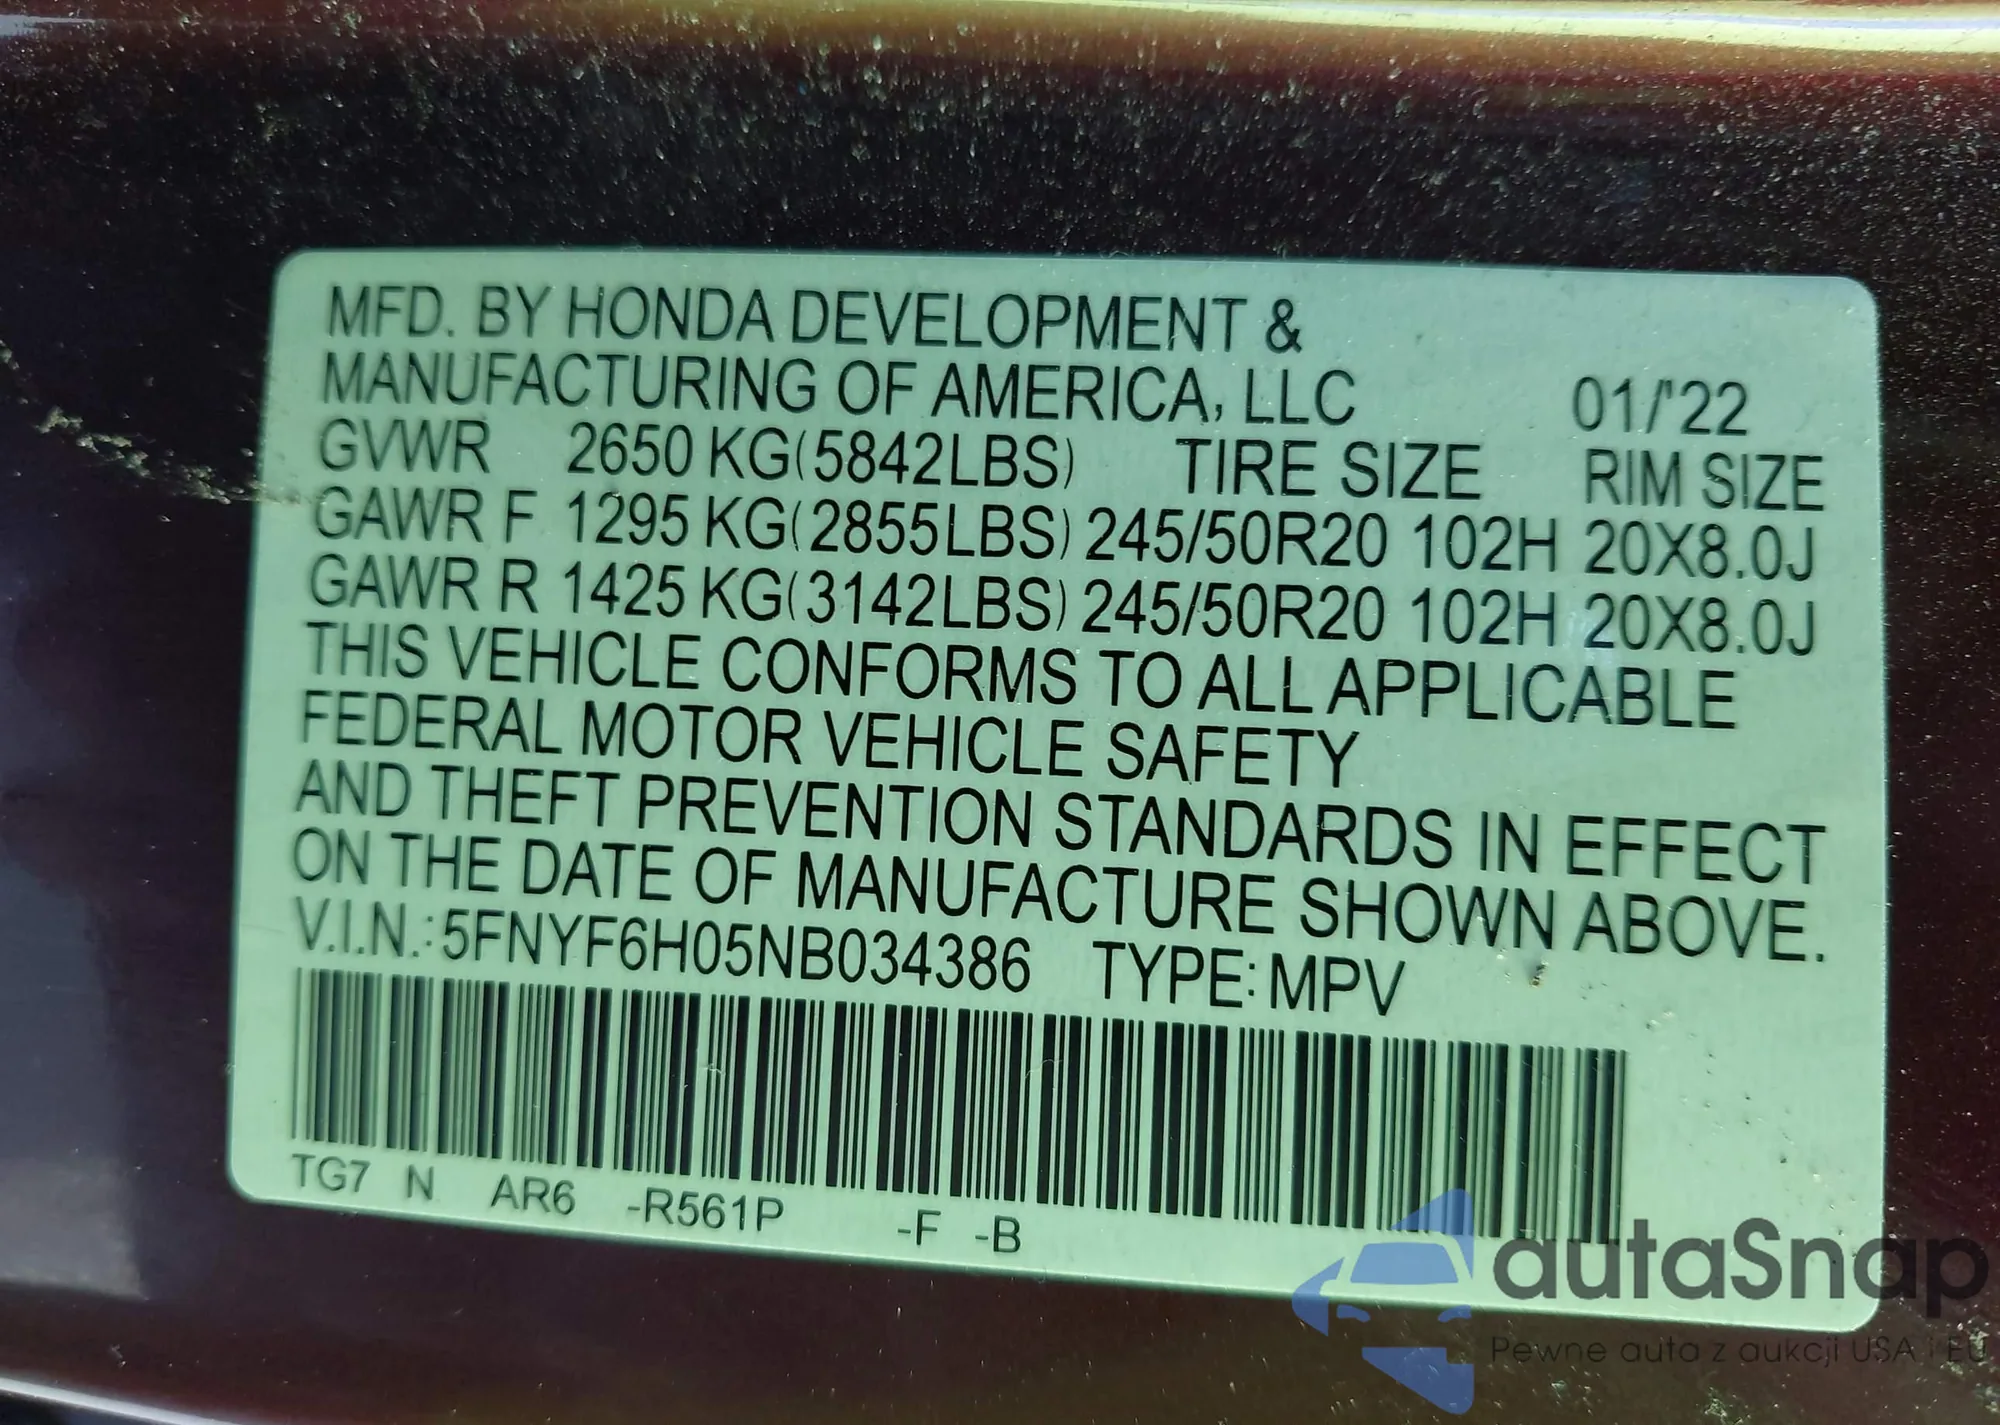 MFD. BY HONDA DEVELOPMENT &
MANUFACTURING OF AMERICA, LLC 01/'22
GVWR 2650 KG(5842LBS) TIRE SIZE RIM SIZE
GAWR F 1295 KG(2855LBS) 245/50R20 102H 20X8.0J
GAWR R 1425 KG(3142LBS) 245/50R20 102H 20X8.0J
THIS VEHICLE CONFORMS TO ALL APPLICABLE
FEDERAL MOTOR VEHICLE SAFETY
AND THEFT PREVENTION STANDARDS IN EFFECT
ON THE DATE OF MANUFACTURE SHOWN ABOVE.
V.I.N.: 5FNYF6H05NB034386 TYPE: MPV
TG7 N AR6 -R561P -F -B
autaSnap
Pewne auta z aukcji USA i EU